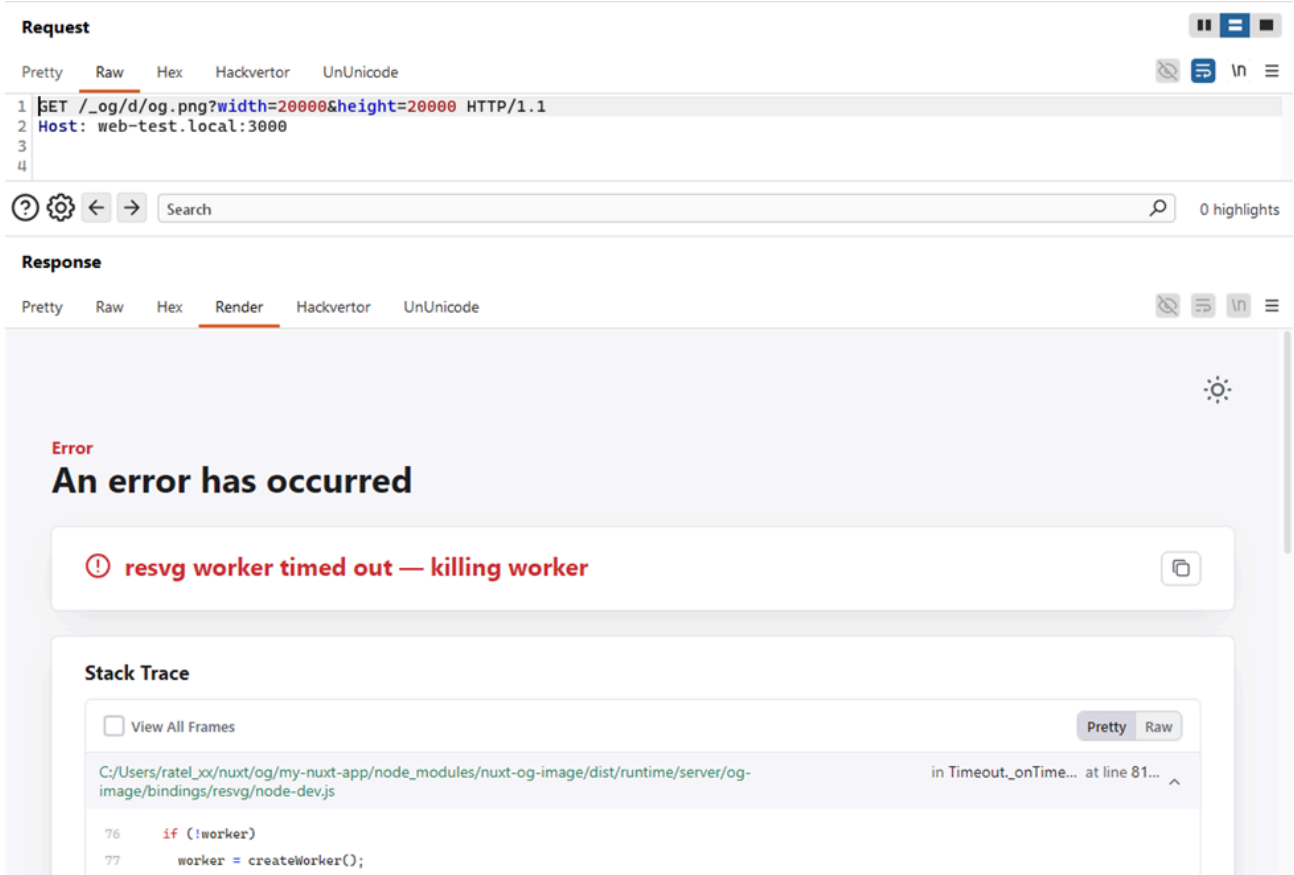 Request
Pretty Raw Hex Hackvertor UnUnicode \n
1 GET /_og/d/og.png?width=20000&height=20000 HTTP/1.1
2 Host: web-test.local:3000
3
4
Search 0 highlights
Response
Pretty Raw Hex Render Hackvertor UnUnicode \n
Error
An error has occurred
resvg worker timed out — killing worker
Stack Trace
View All Frames Pretty Raw
C:/Users/ratel_xx/nuxt/og/my-nuxt-app/node_modules/nuxt-og-image/dist/runtime/server/og- in Timeout._onTime... at line 81...
image/bindings/resvg/node-dev.js
76 if (!worker)
77 worker = createWorker();